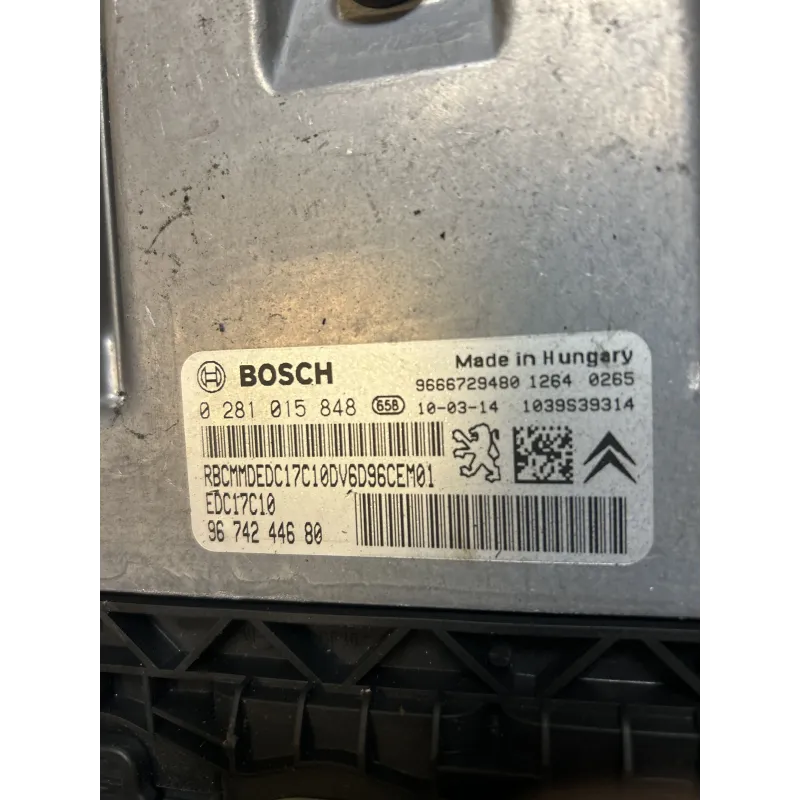 BOSCH Made in Hungary
9666729480 1264 0265
0 281 015 848 658 10-03-14 1039S39314
RBCMMDEDC17C10DV6D96CEM01
EDC17C10
96 742 446 80